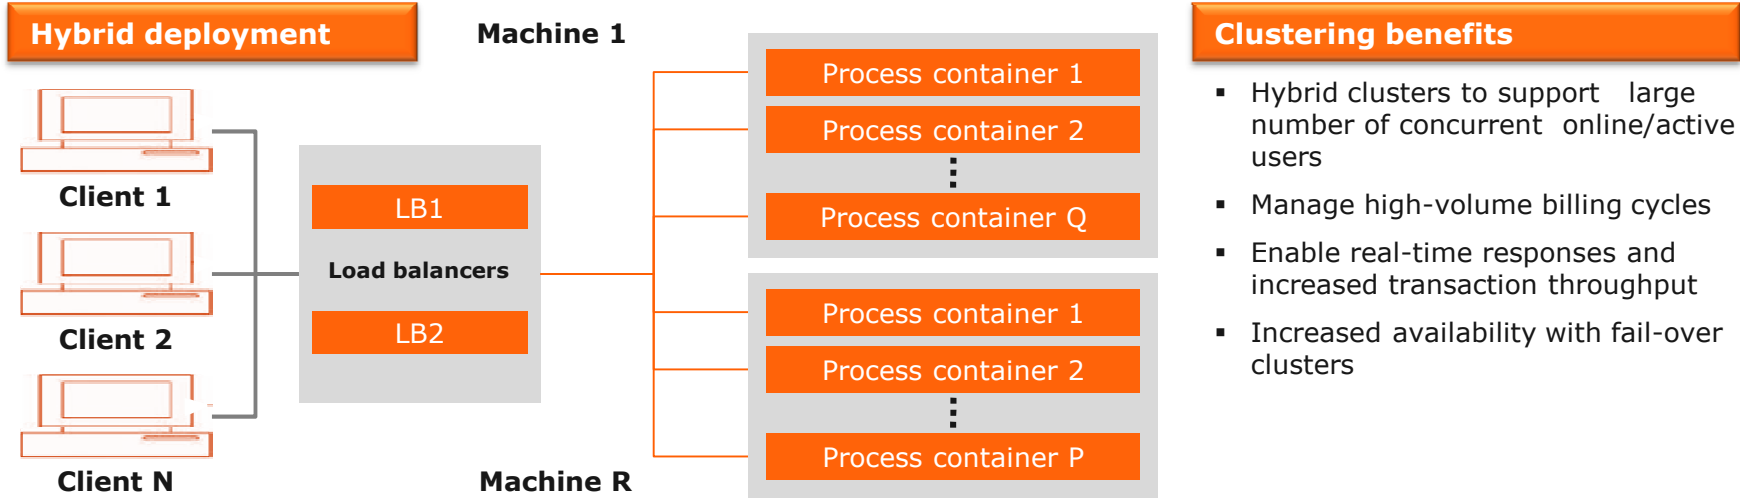 Hybrid deployment
Client 1
Client 2
Client N
LB1
Load balancers
LB2
Machine 1
Process container 1
Process container 2
Process container Q
Process container 1
Process container 2
Process container P
Machine R
Clustering benefits
▪ Hybrid clusters to support large
number of concurrent online/active
users
▪ Manage high-volume billing cycles
▪ Enable real-time responses and
increased transaction throughput
▪ Increased availability with fail-over
clusters